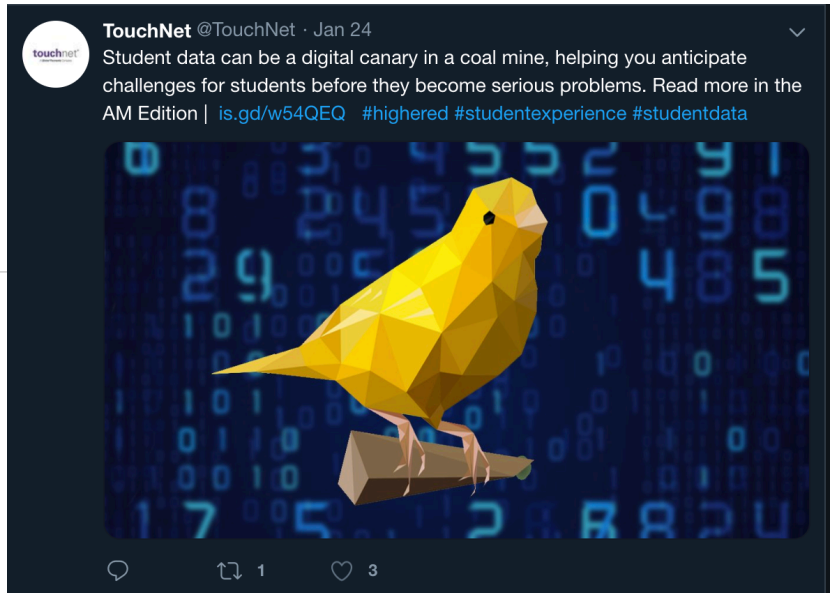 TouchNet @TouchNet · Jan 24
touchnet®
Student data can be a digital canary in a coal mine, helping you anticipate
challenges for students before they become serious problems. Read more in the
AM Edition | is.gd/w54QEQ #highered #studentexperience #studentdata
1 3